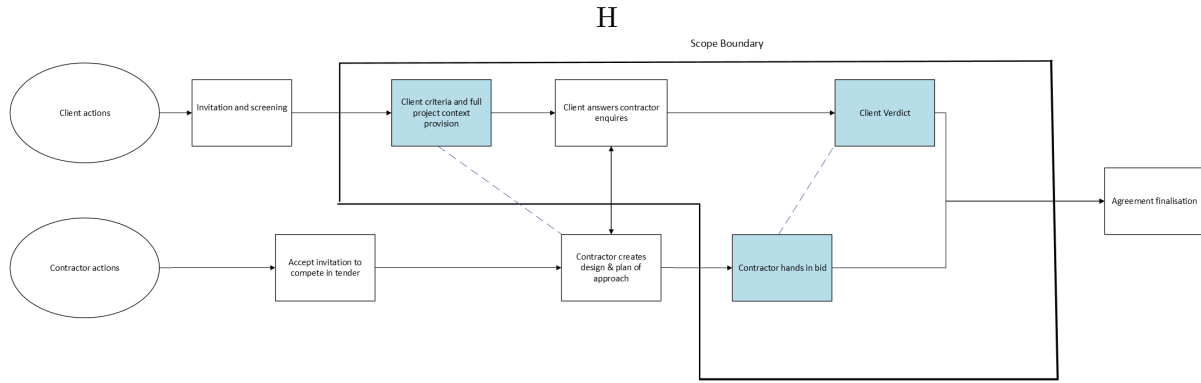 H
Scope Boundary
Client actions
Invitation and screening
Client criteria and full
project context
provision
Client answers contractor
enquires
Client Verdict
Agreement finalisation
Contractor actions
Accept invitation to
compete in tender
Contractor creates
design & plan of
approach
Contractor hands in bid